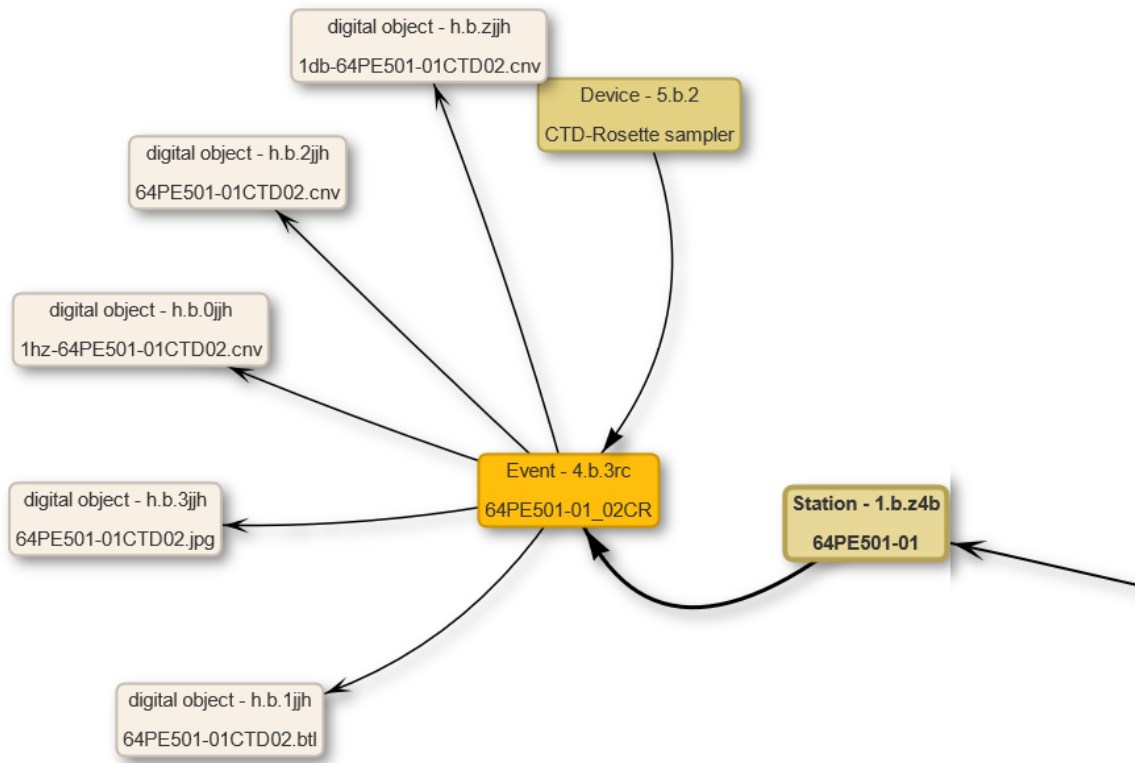 digital object - h.b.zjjh
1db-64PE501-01CTD02.cnv
Device - 5.b.2
CTD-Rosette sampler
digital object - h.b.2jjh
64PE501-01CTD02.cnv
digital object - h.b.0jjh
1hz-64PE501-01CTD02.cnv
Event - 4.b.3rc
64PE501-01_02CR
digital object - h.b.3jjh
64PE501-01CTD02.jpg
Station - 1.b.z4b
64PE501-01
digital object - h.b.1jjh
64PE501-01CTD02.btl